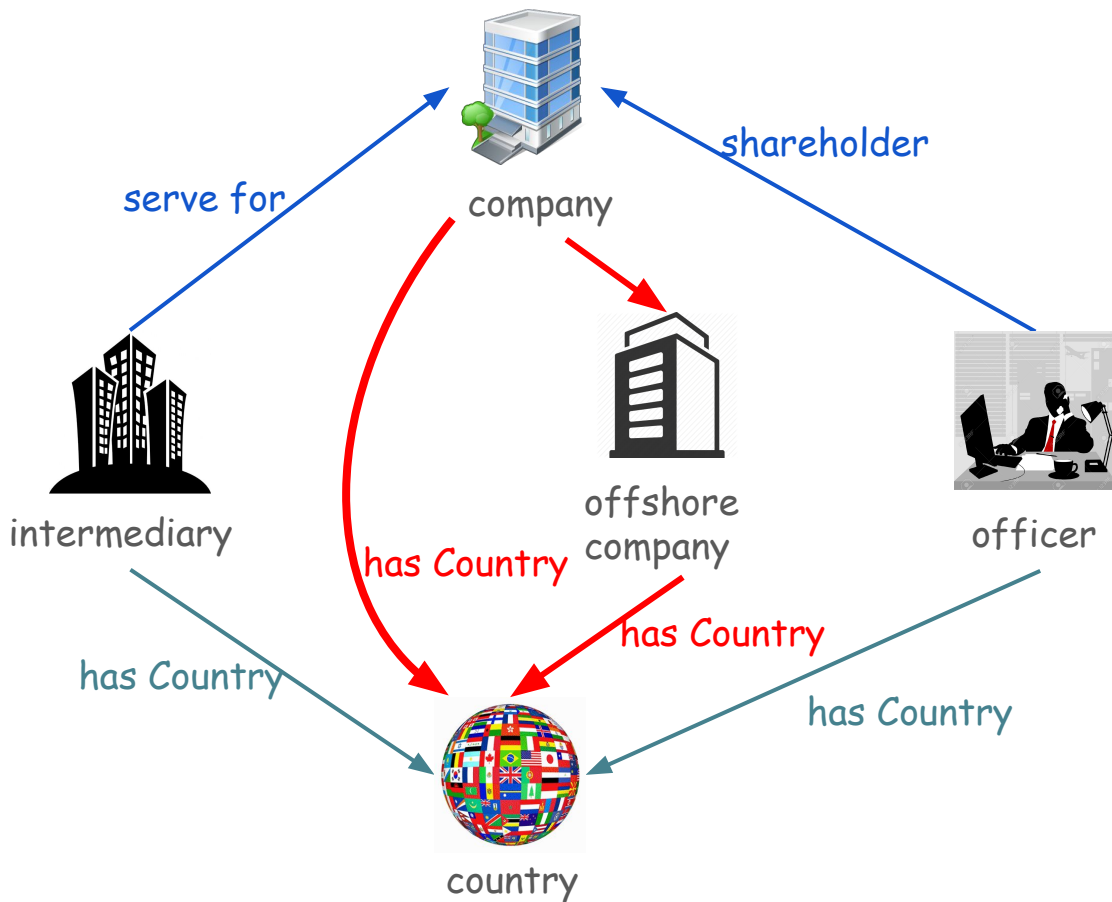 shareholder
serve for
company
offshore
company
intermediary
officer
has Country
has Country
has Country
has Country
country